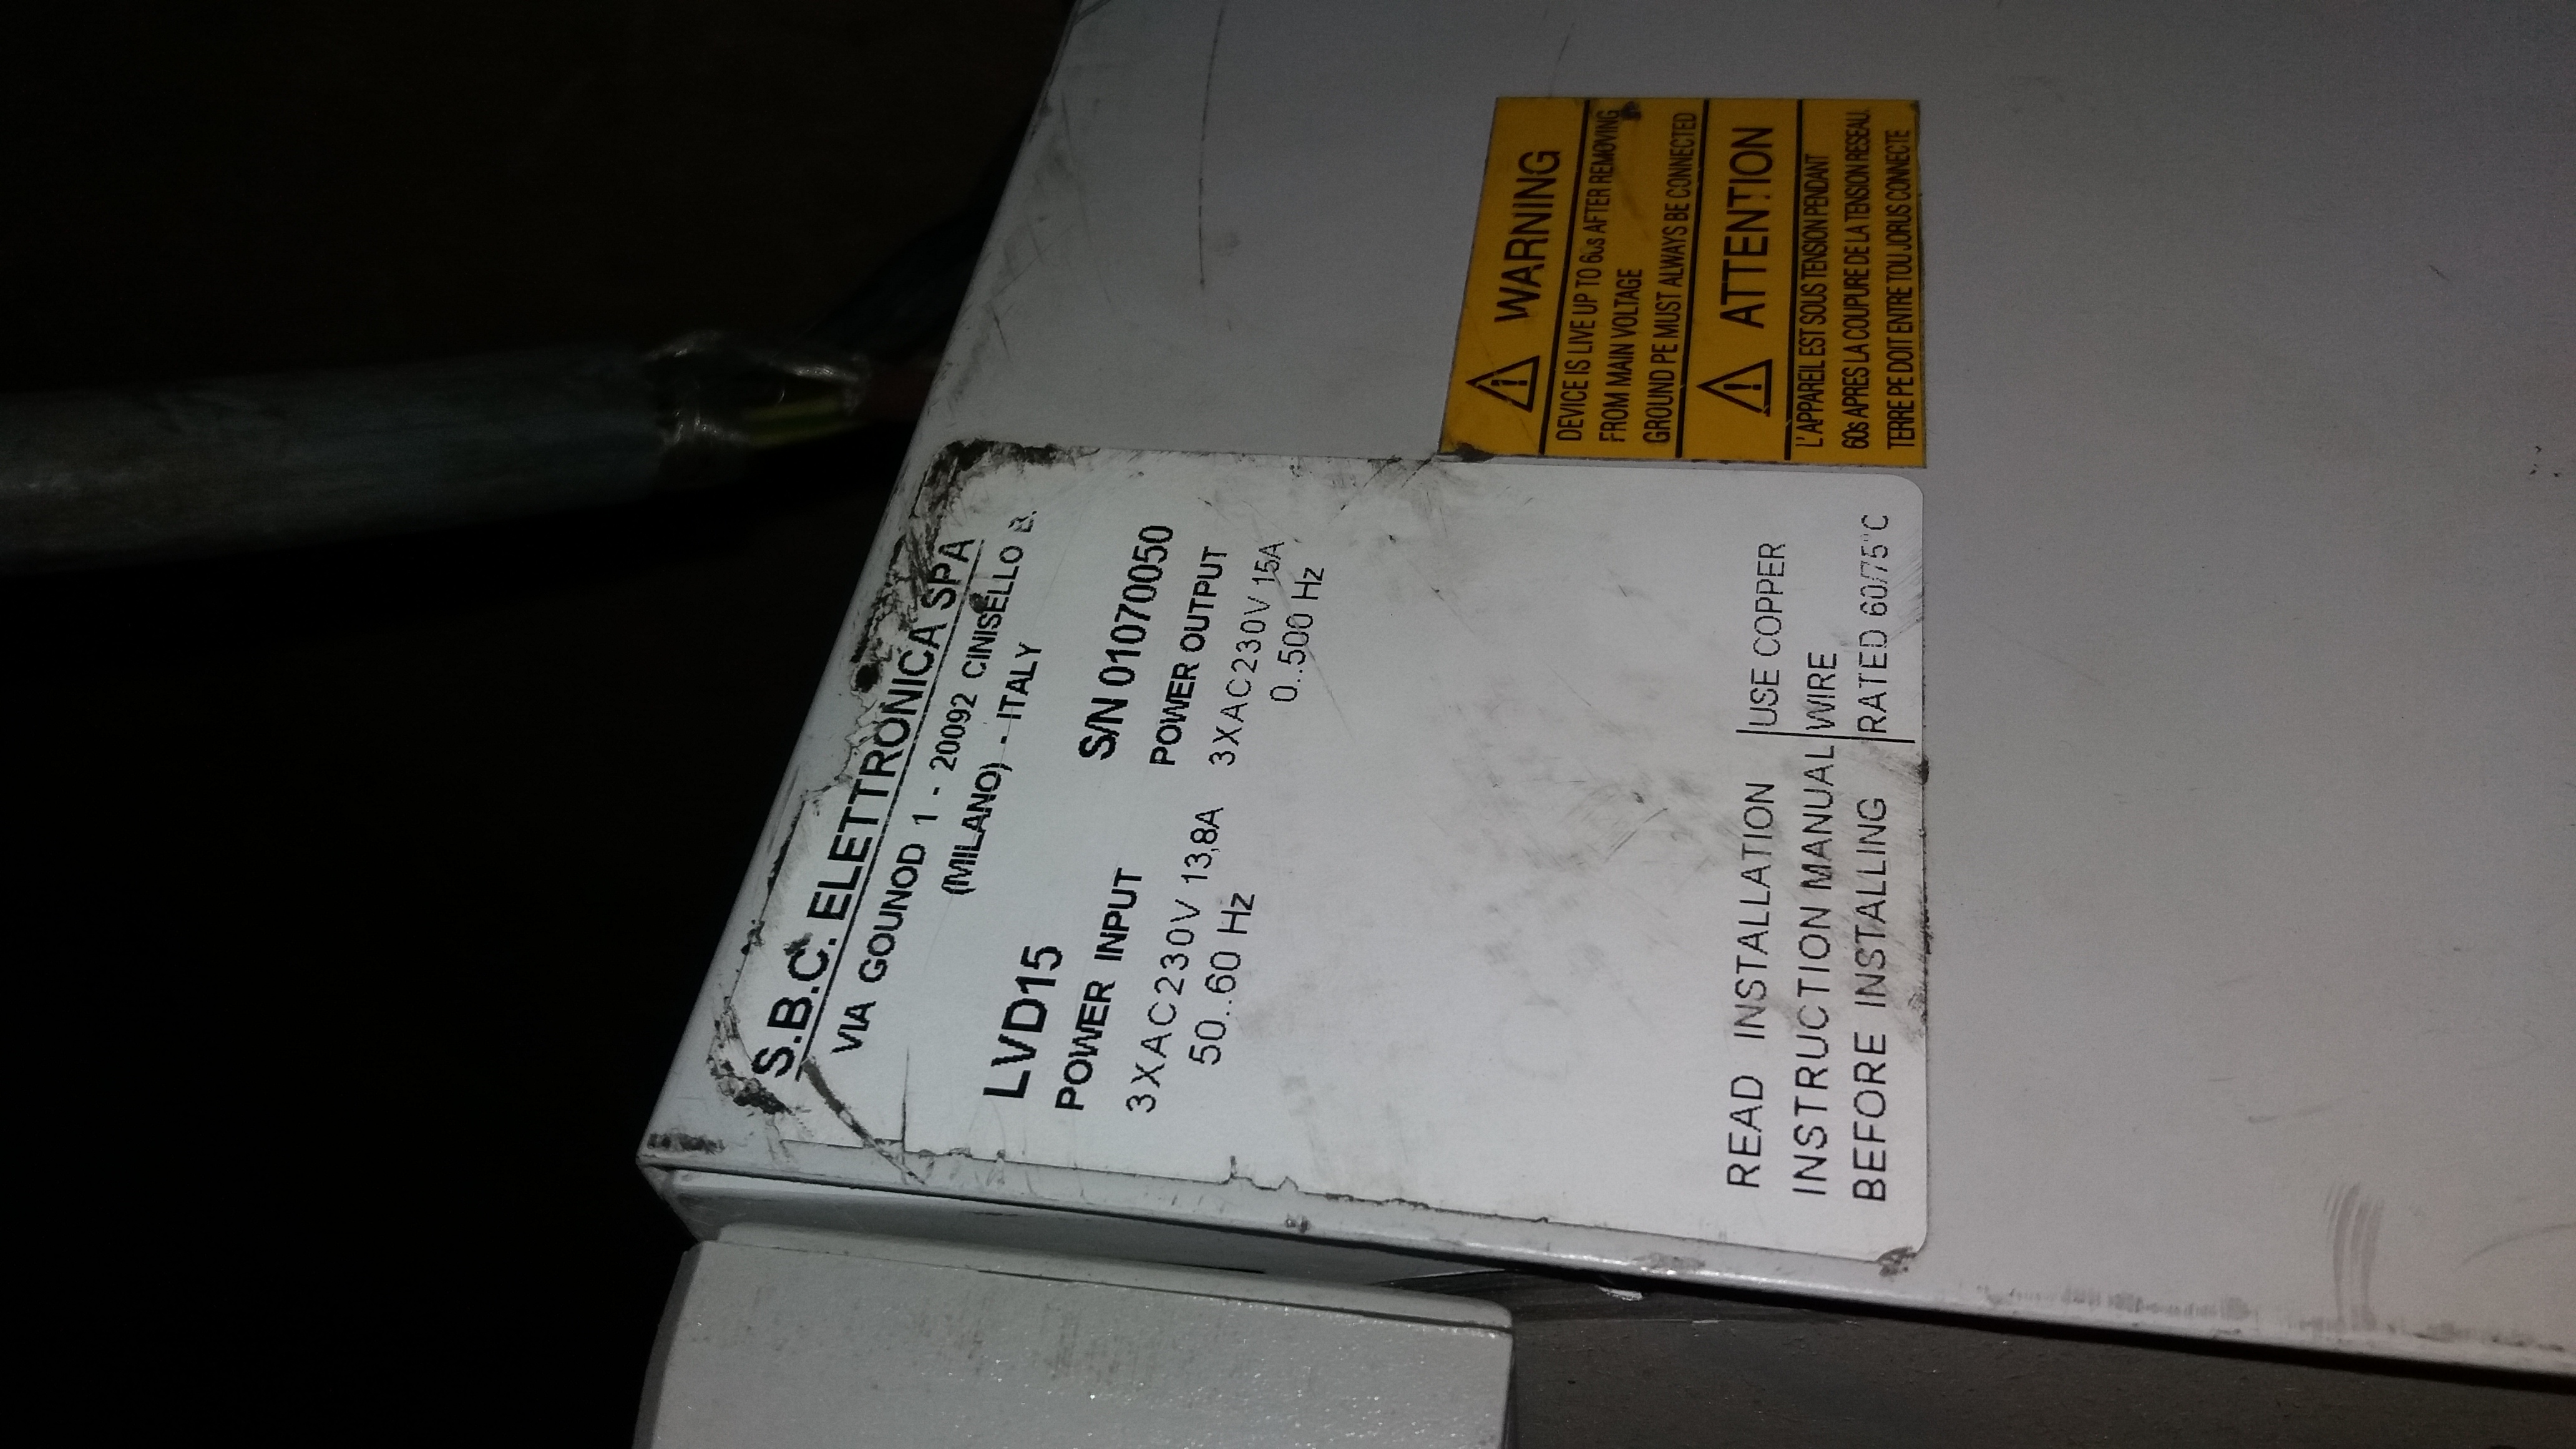 S.B.C. ELETTRONICA SPA
VIA GOUNOD 1 - 20092 CINISELLO B.
(MILANO) - ITALY
LVD15 S/N 01070050
POWER INPUT POWER OUTPUT
3XAC230V 13,8A 3XAC230V 15A
50..60 Hz 0..500 Hz
READ INSTALLATION USE COPPER
INSTRUCTION MANUAL WIRE
BEFORE INSTALLING RATED 60/75°C
WARNING
DEVICE IS LIVE UP TO 60s AFTER REMOVING
FROM MAIN VOLTAGE
GROUND PE MUST ALWAYS BE CONNECTED
ATTENTION
L'APPAREIL EST SOUS TENSION PENDANT
60s APRES LA COUPURE DE LA TENSION RESEAU.
TERRE PE DOIT ENTRE TOUJORUS CONNECTE